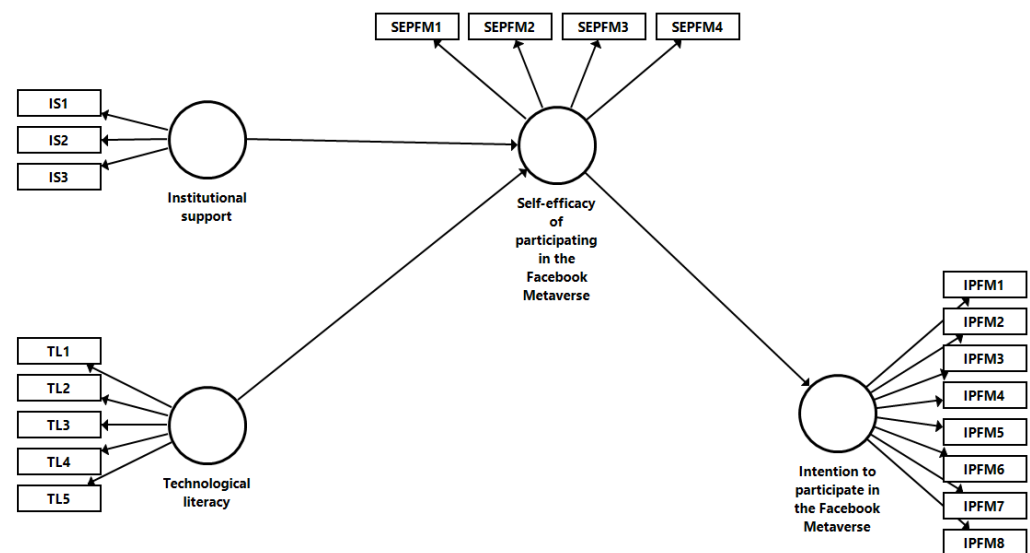 SEPFM1
SEPFM2
SEPFM3
SEPFM4
IS1
IS2
IS3
Institutional
support
Self-efficacy
of
participating
in the
Facebook
Metaverse
TL1
TL2
TL3
TL4
TL5
Technological
literacy
IPFM1
IPFM2
IPFM3
IPFM4
IPFM5
IPFM6
IPFM7
IPFM8
Intention to
participate in
the Facebook
Metaverse